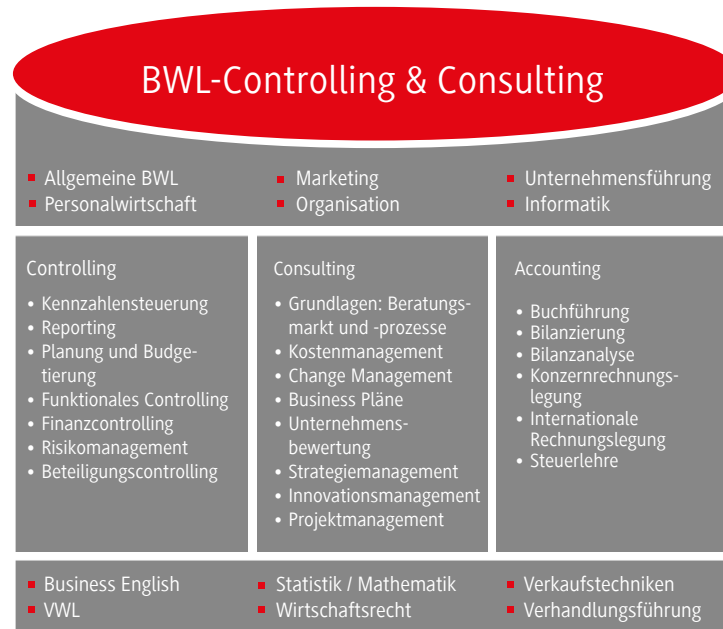 BWL-Controlling & Consulting
▪ Allgemeine BWL
▪ Personalwirtschaft
▪ Marketing
▪ Organisation
▪ Unternehmensführung
▪ Informatik
Controlling
• Kennzahlensteuerung
• Reporting
• Planung und Budge-
tierung
• Funktionales Controlling
• Finanzcontrolling
• Risikomanagement
• Beteiligungscontrolling
Consulting
• Grundlagen: Beratungs-
markt und -prozesse
• Kostenmanagement
• Change Management
• Business Pläne
• Unternehmens-
bewertung
• Strategiemanagement
• Innovationsmanagement
• Projektmanagement
Accounting
• Buchführung
• Bilanzierung
• Bilanzanalyse
• Konzernrechnungs-
legung
• Internationale
Rechnungslegung
• Steuerlehre
▪ Business English
▪ VWL
▪ Statistik / Mathematik
▪ Wirtschaftsrecht
▪ Verkaufstechniken
▪ Verhandlungsführung